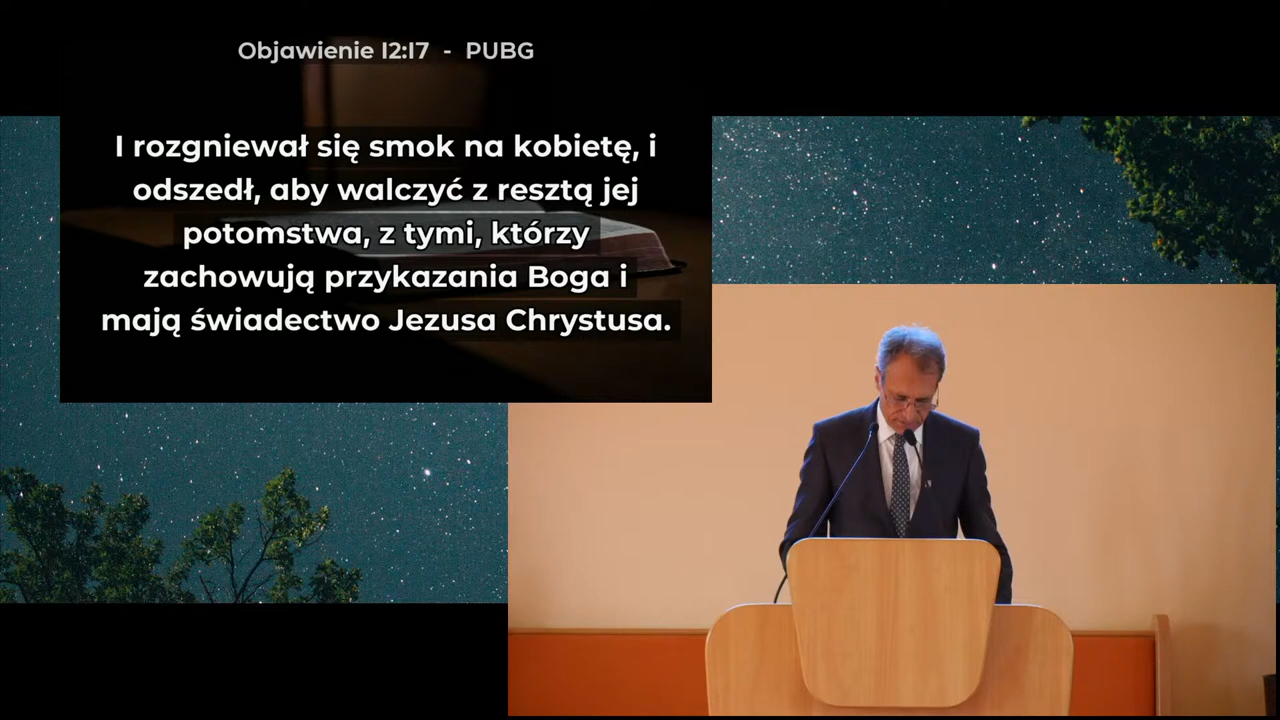 Objawienie 12:17 - PUBG
I rozgniewał się smok na kobietę, i
odszedł, aby walczyć z resztą jej
potomstwa, z tymi, którzy
zachowują przykazania Boga i
mają świadectwo Jezusa Chrystusa.